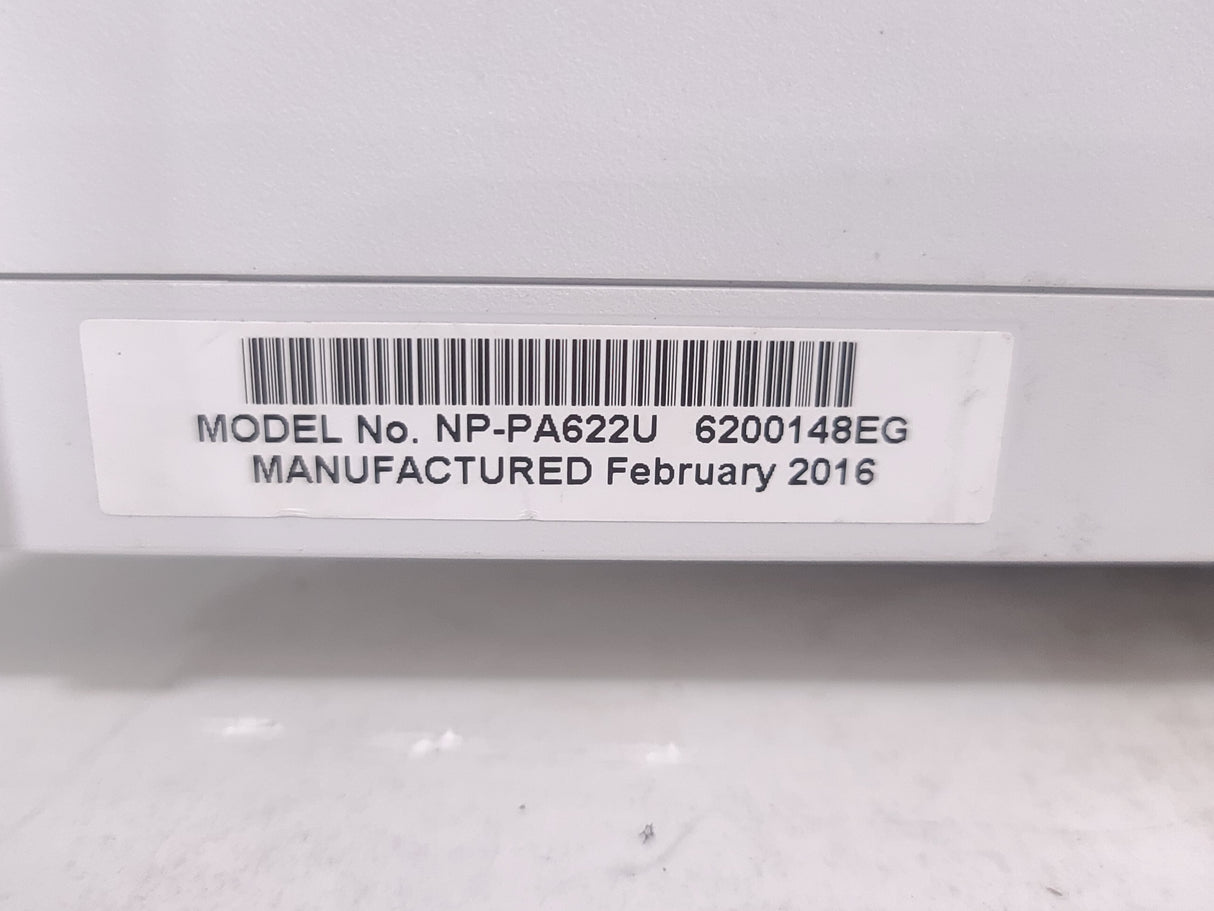 MODEL No. NP-PA622U 6200148EG
MANUFACTURED February 2016